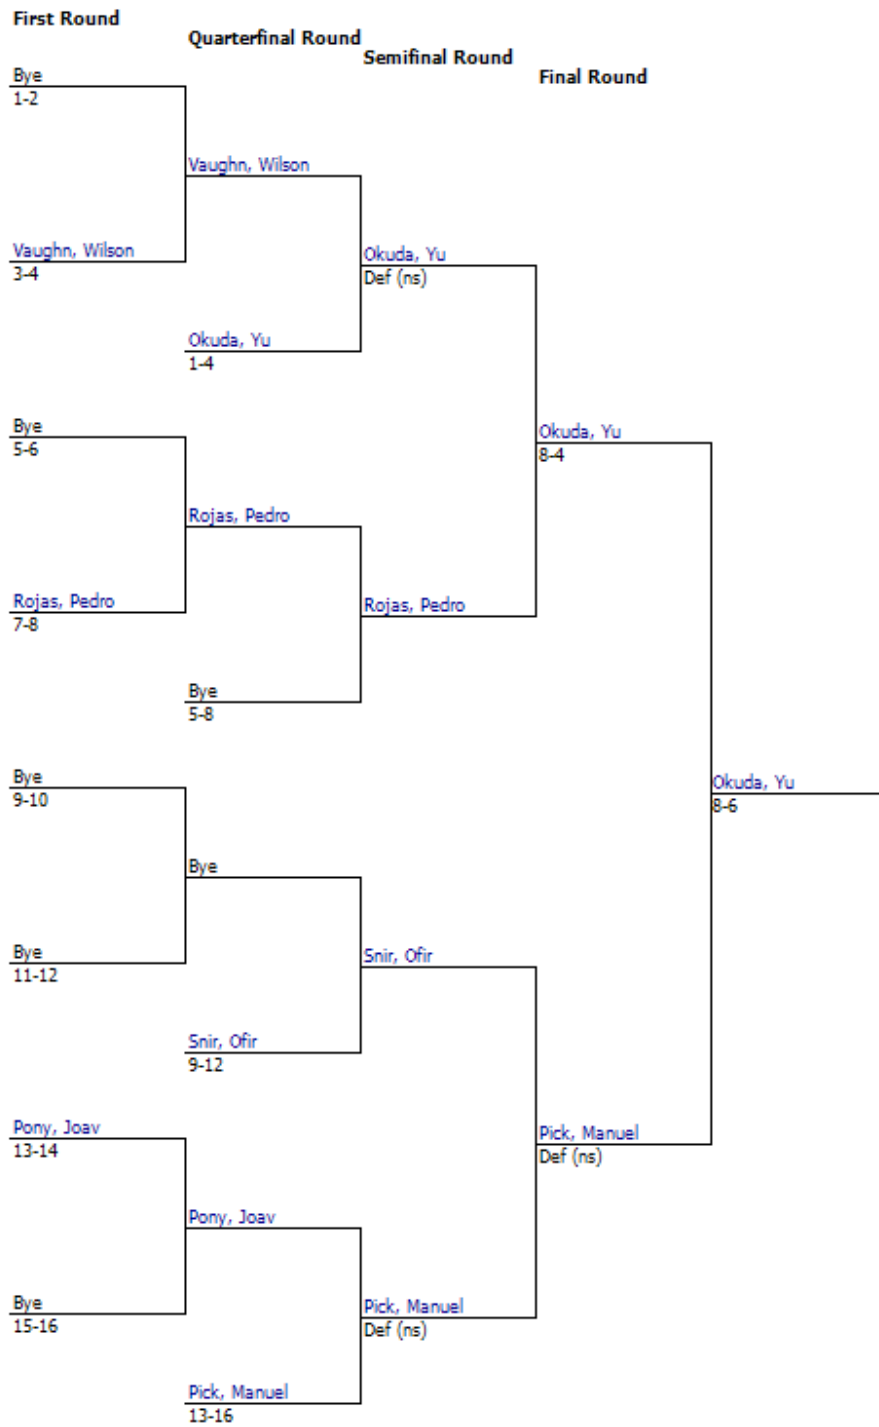 First Round
Quarterfinal Round
Semifinal Round
Final Round
Bye
1-2
Vaughn, Wilson
Vaughn, Wilson
3-4
Okuda, Yu
Def (ns)
Okuda, Yu
1-4
Bye
5-6
Okuda, Yu
8-4
Rojas, Pedro
Rojas, Pedro
7-8
Rojas, Pedro
Bye
5-8
Bye
9-10
Okuda, Yu
8-6
Bye
Bye
11-12
Snir, Ofir
Snir, Ofir
9-12
Pony, Joav
13-14
Pick, Manuel
Def (ns)
Pony, Joav
Bye
15-16
Pick, Manuel
Def (ns)
Pick, Manuel
13-16